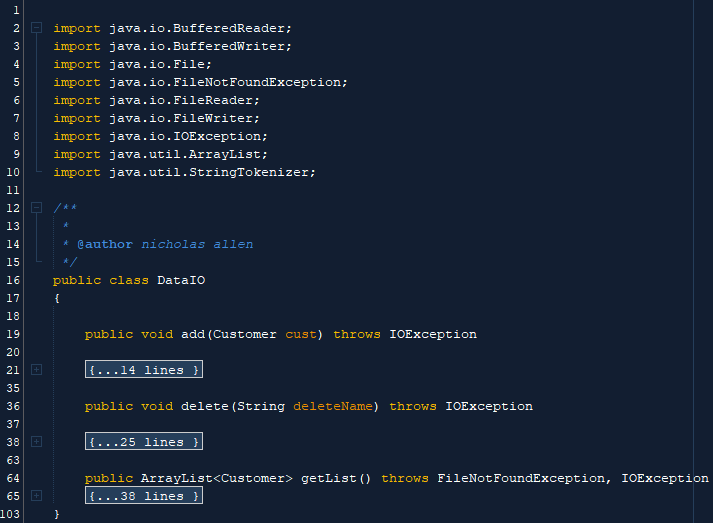 1
2 import java.io.BufferedReader;
3 import java.io.BufferedWriter;
4 import java.io.File;
5 import java.io.FileNotFoundException;
6 import java.io.FileReader;
7 import java.io.FileWriter;
8 import java.io.IOException;
9 import java.util.ArrayList;
10 import java.util.StringTokenizer;
11
12 /**
13 *
14 * @author nicholas allen
15 */
16 public class DataIO
17 {
18
19 public void add(Customer cust) throws IOException
20
21 {...14 lines }
35
36 public void delete(String deleteName) throws IOException
37
38 {...25 lines }
63
64 public ArrayList<Customer> getList() throws FileNotFoundException, IOException
65 {...38 lines }
103 }